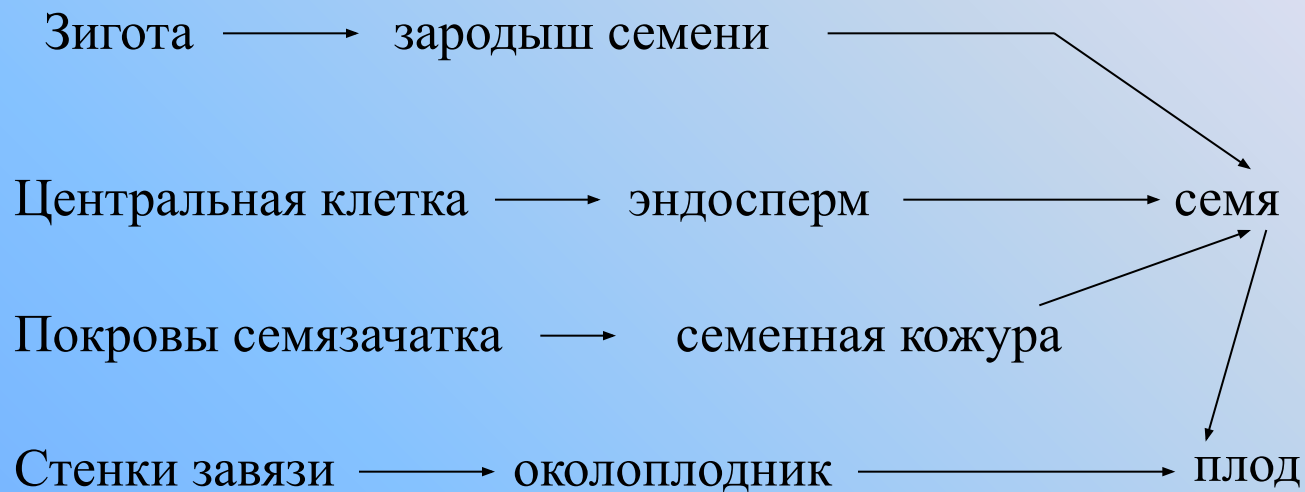 Зигота зародыш семени
Центральная клетка эндосперм семя
Покровы семязачатка семенная кожура
Стенки завязи околоплодник плод